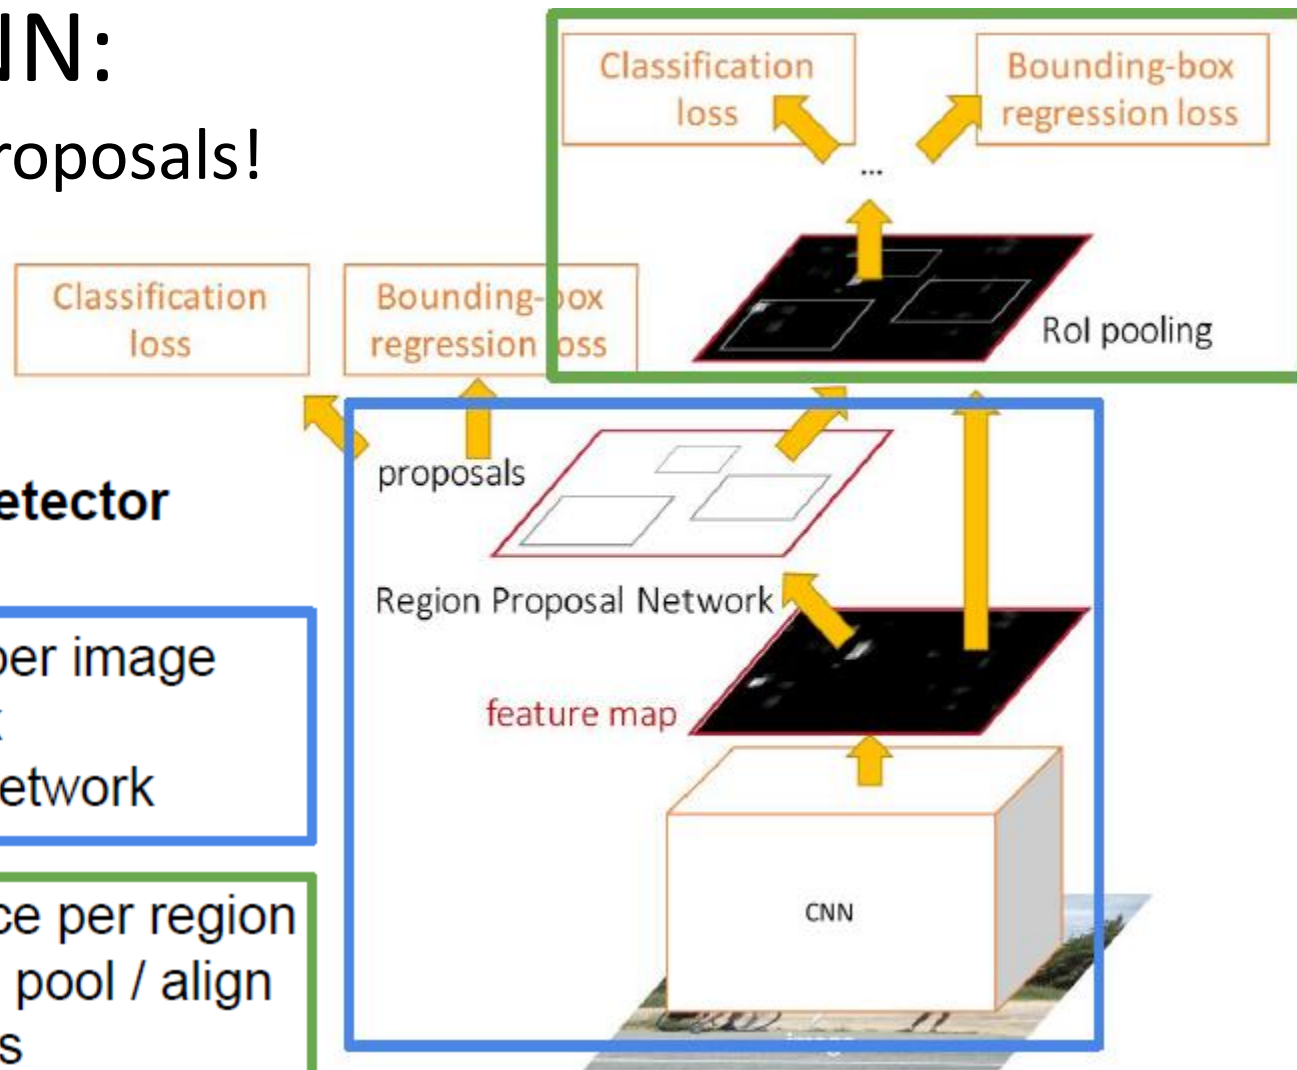 NN:
roposals!
Classification
loss
Bounding-box
regression loss
...
RoI pooling
Classification
loss
Bounding-box
regression loss
proposals
etector
Region Proposal Network
per image
etwork
feature map
CNN
ce per region
pool / align
s
image